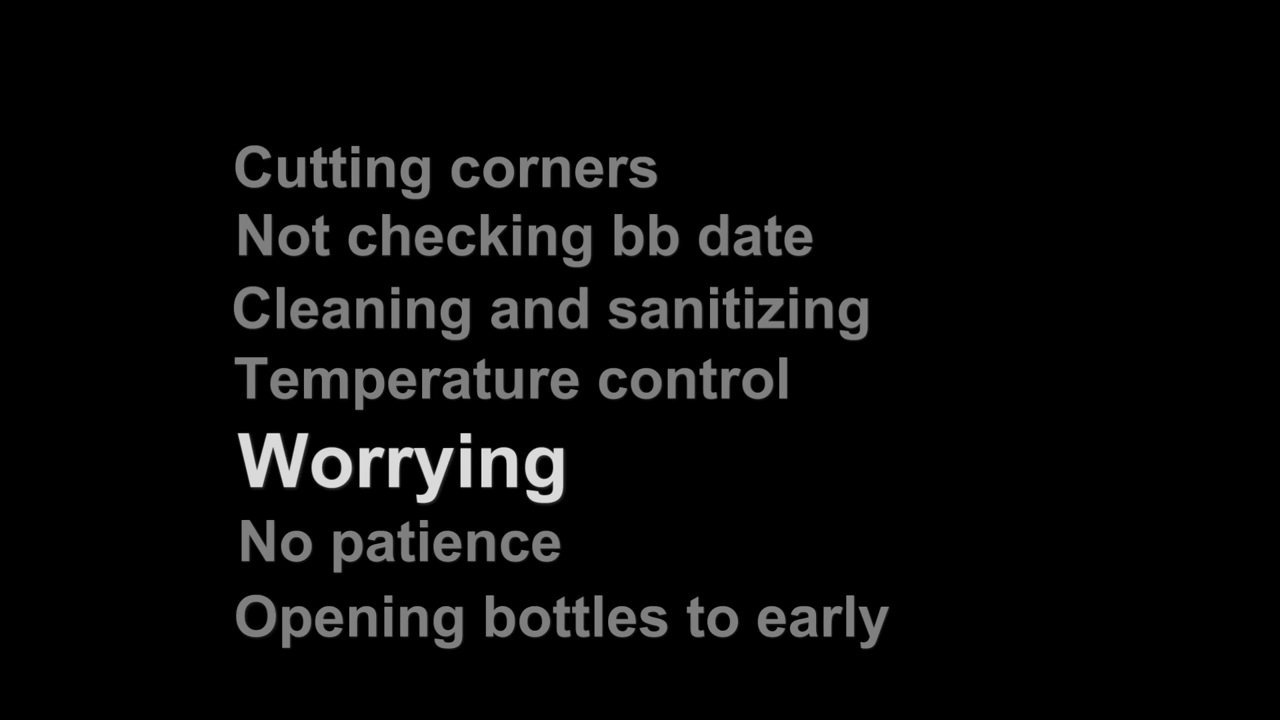 Cutting corners
Not checking bb date
Cleaning and sanitizing
Temperature control
Worrying
No patience
Opening bottles to early